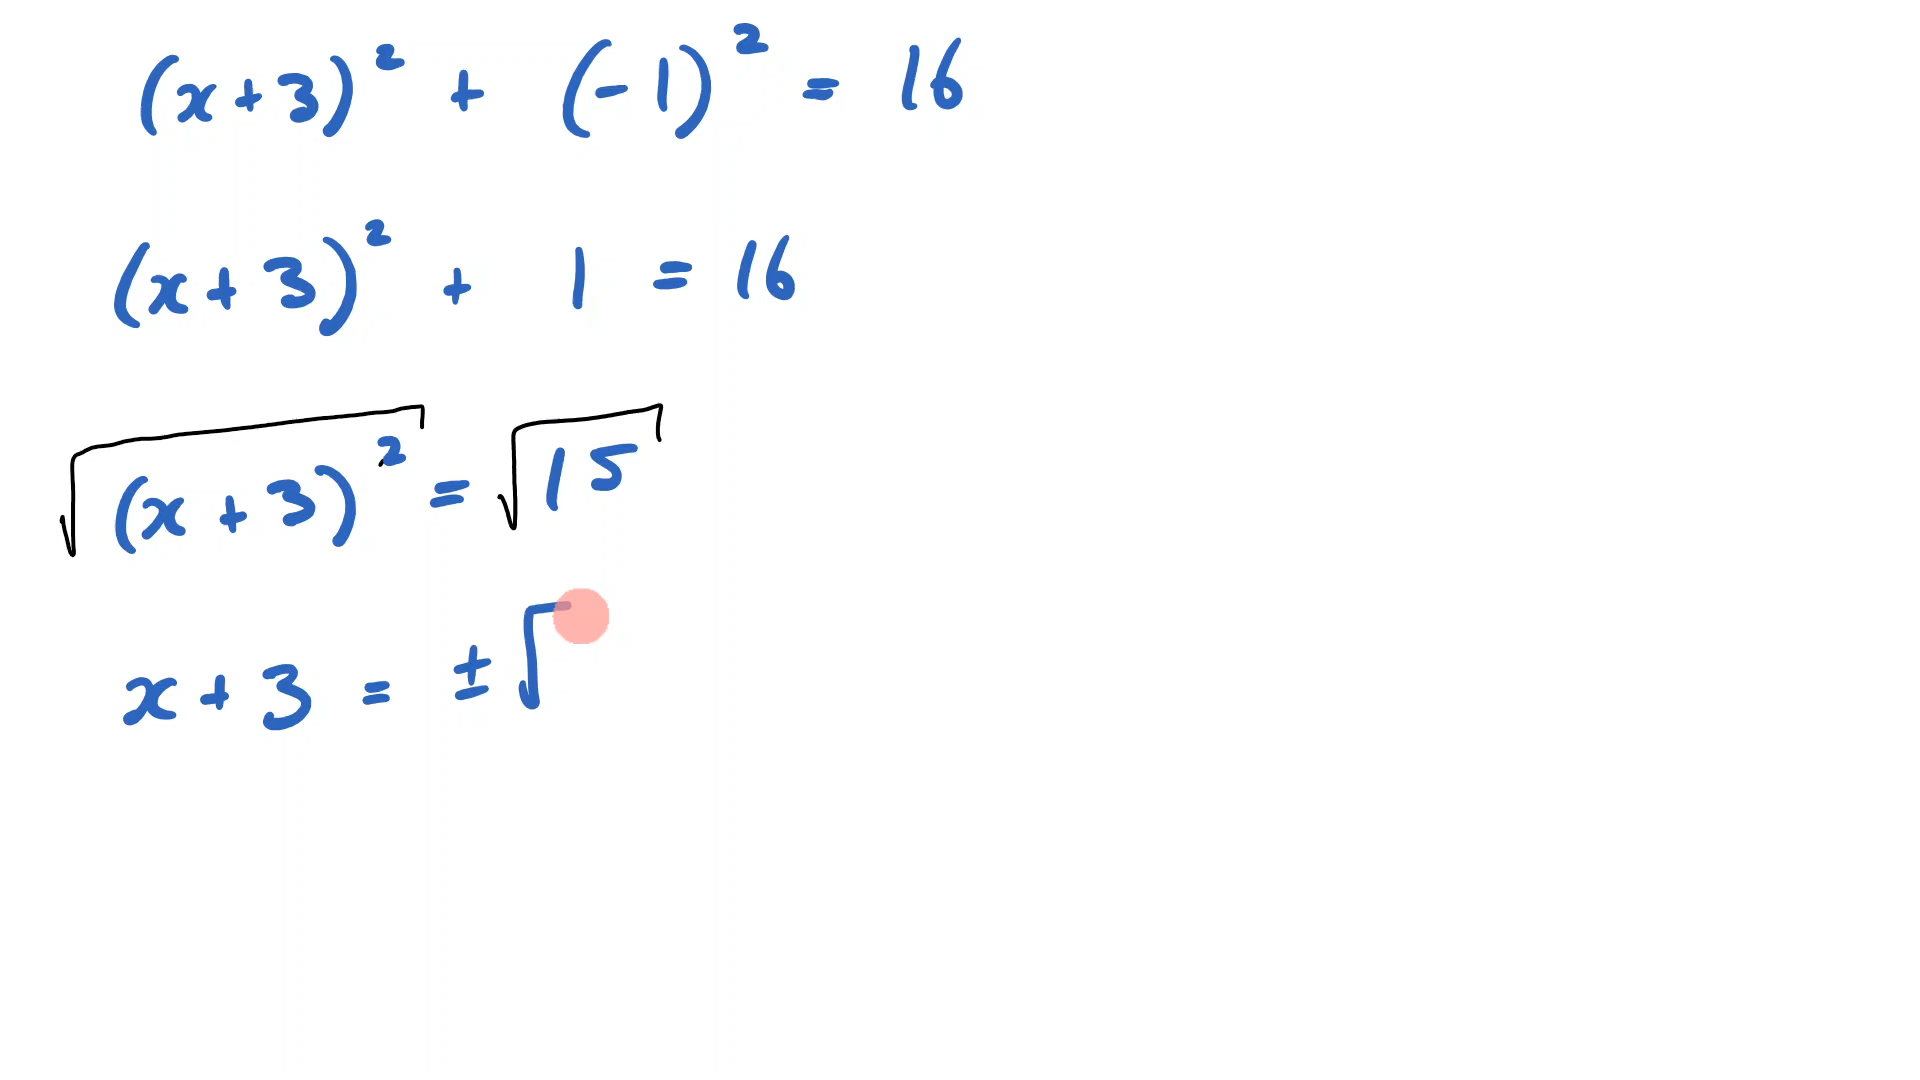 (x+3)² + (-1)² = 16
(x+3)² + 1 = 16
√(x+3)² = √15
x+3 = ±√